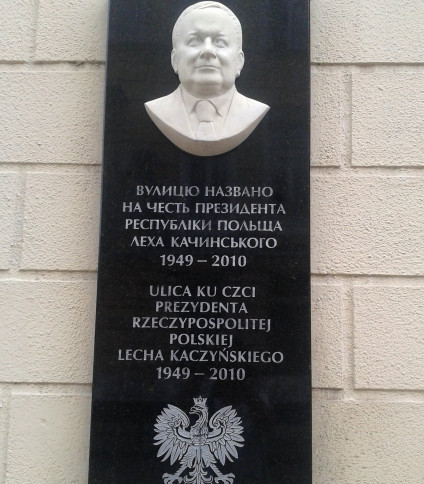 ВУЛИЦЮ НАЗВАНО
НА ЧЕСТЬ ПРЕЗИДЕНТА
РЕСПУБЛІКИ ПОЛЬЩА
ЛЕХА КАЧИНСЬКОГО
1949 – 2010
ULICA KU CZCI
PREZYDENTA
RZECZYPOSPOLITEJ
POLSKIEJ
LECHA KACZYŃSKIEGO
1949 – 2010